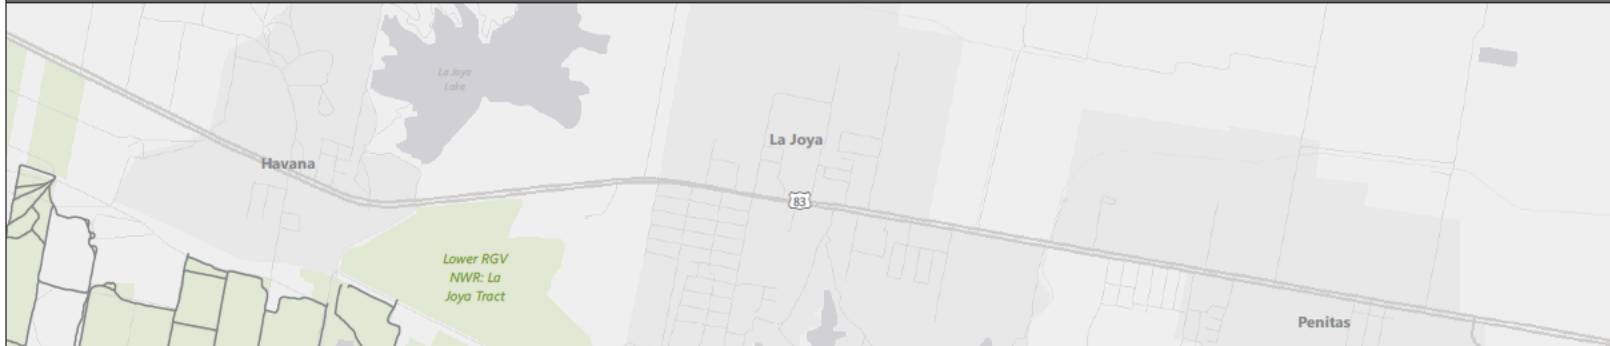 La Joya
Lake
La Joya
Havana
83
Lower RGV
NWR: La
Joya Tract
Penitas